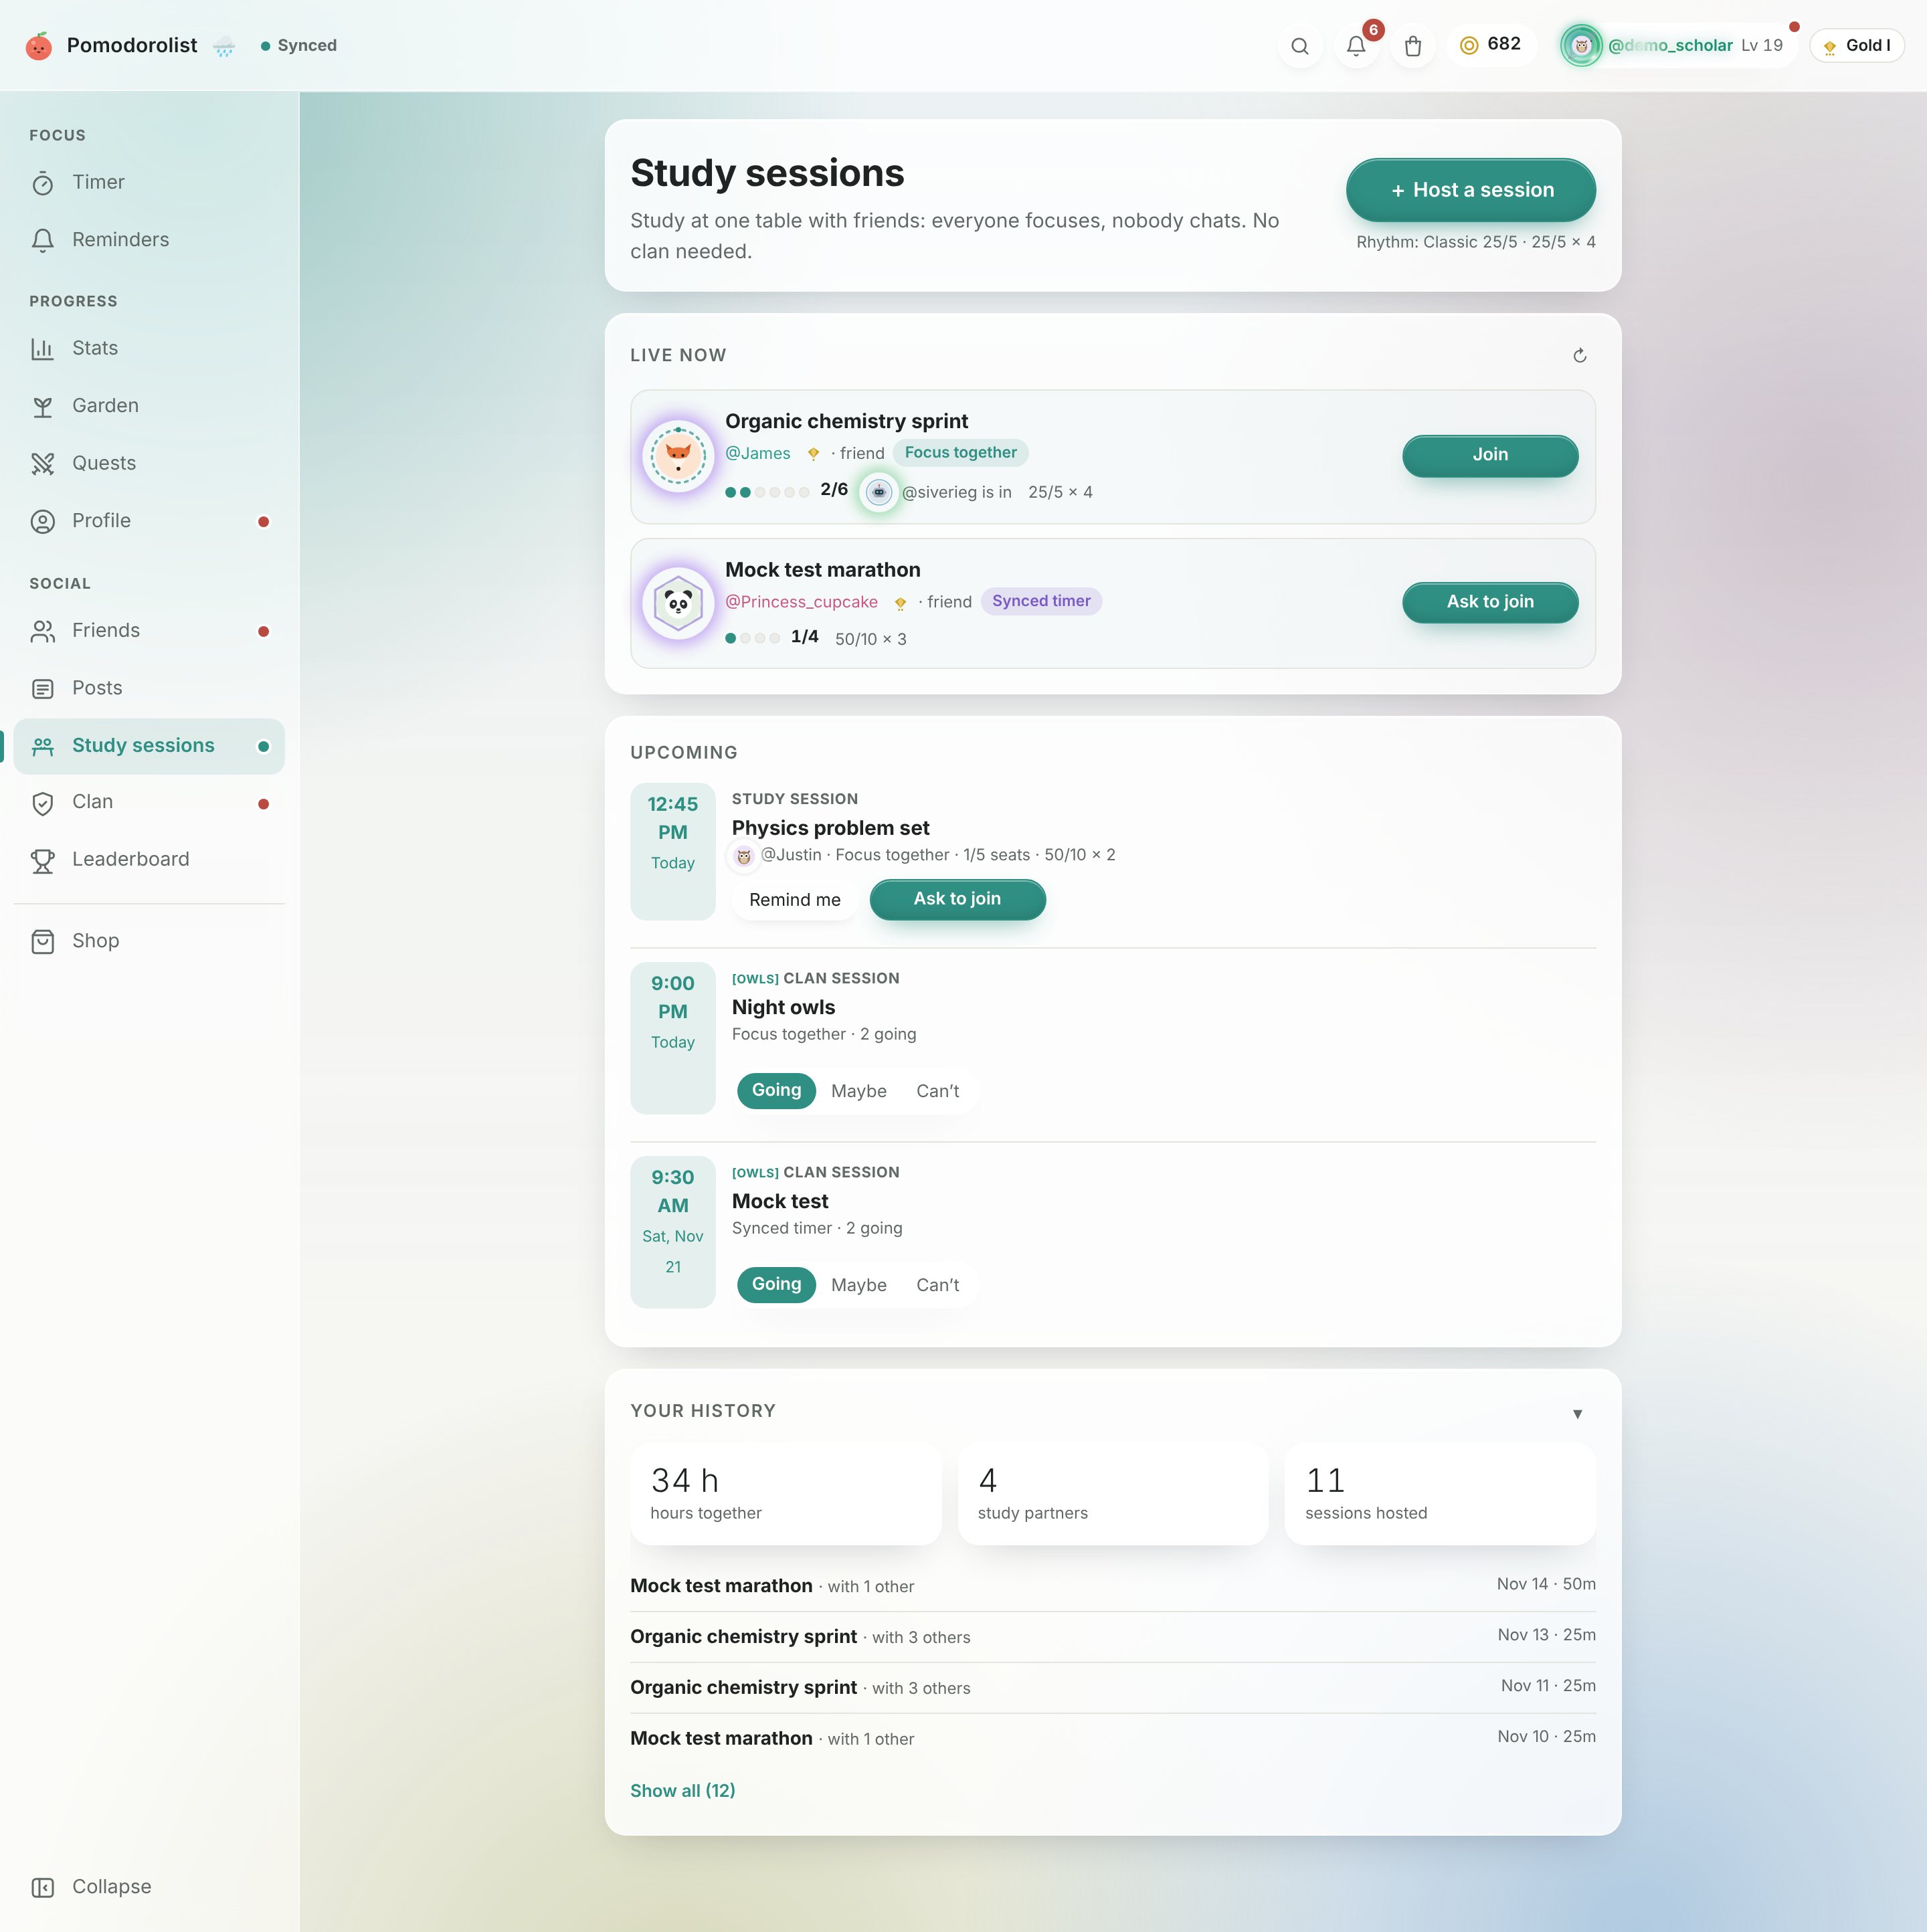 Pomodorolist
Synced
6
682
@demo_scholar Lv 19
Gold I
FOCUS
Timer
Reminders
PROGRESS
Stats
Garden
Quests
Profile
SOCIAL
Friends
Posts
Study sessions
Clan
Leaderboard
Shop
Collapse
Study sessions
Study at one table with friends: everyone focuses, nobody chats. No
clan needed.
+ Host a session
Rhythm: Classic 25/5 · 25/5 × 4
LIVE NOW
Organic chemistry sprint
@James · friend Focus together
2/6 @siverieg is in 25/5 × 4
Join
Mock test marathon
@Princess_cupcake · friend Synced timer
1/4 50/10 × 3
Ask to join
UPCOMING
12:45
PM
Today
STUDY SESSION
Physics problem set
@Justin · Focus together · 1/5 seats · 50/10 × 2
Remind me Ask to join
9:00
PM
Today
[OWLS] CLAN SESSION
Night owls
Focus together · 2 going
Going Maybe Can’t
9:30
AM
Sat, Nov
21
[OWLS] CLAN SESSION
Mock test
Synced timer · 2 going
Going Maybe Can’t
YOUR HISTORY
34 h
hours together
4
study partners
11
sessions hosted
Mock test marathon · with 1 other Nov 14 · 50m
Organic chemistry sprint · with 3 others Nov 13 · 25m
Organic chemistry sprint · with 3 others Nov 11 · 25m
Mock test marathon · with 1 other Nov 10 · 25m
Show all (12)